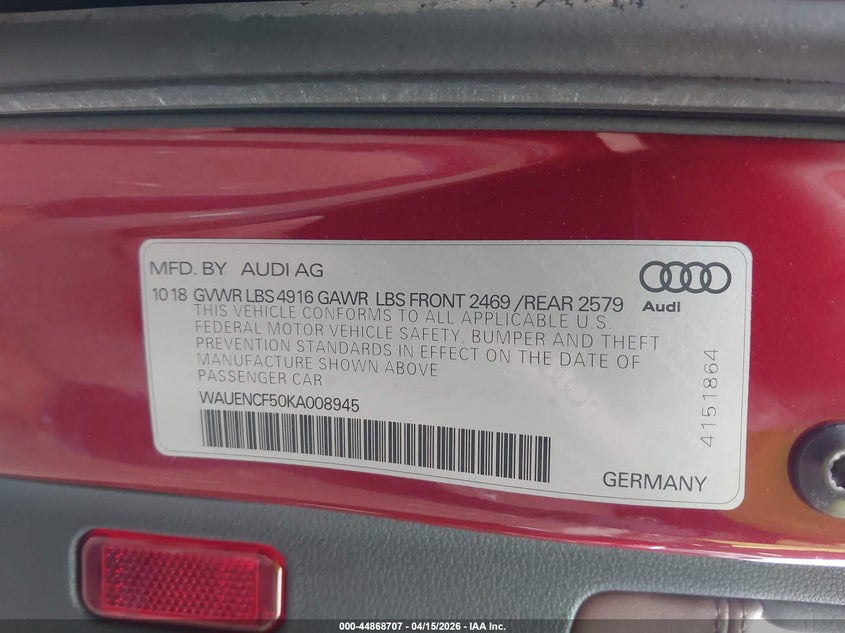 MFD. BY AUDI AG
Audi
10 18 GVWR LBS 4916 GAWR LBS FRONT 2469 /REAR 2579
THIS VEHICLE CONFORMS TO ALL APPLICABLE U.S.
FEDERAL MOTOR VEHICLE SAFETY, BUMPER AND THEFT
PREVENTION STANDARDS IN EFFECT ON THE DATE OF
MANUFACTURE SHOWN ABOVE
PASSENGER CAR
WAUENCF50KA008945
4151864
GERMANY
000-44868707 - 04/15/2026 - IAA Inc.